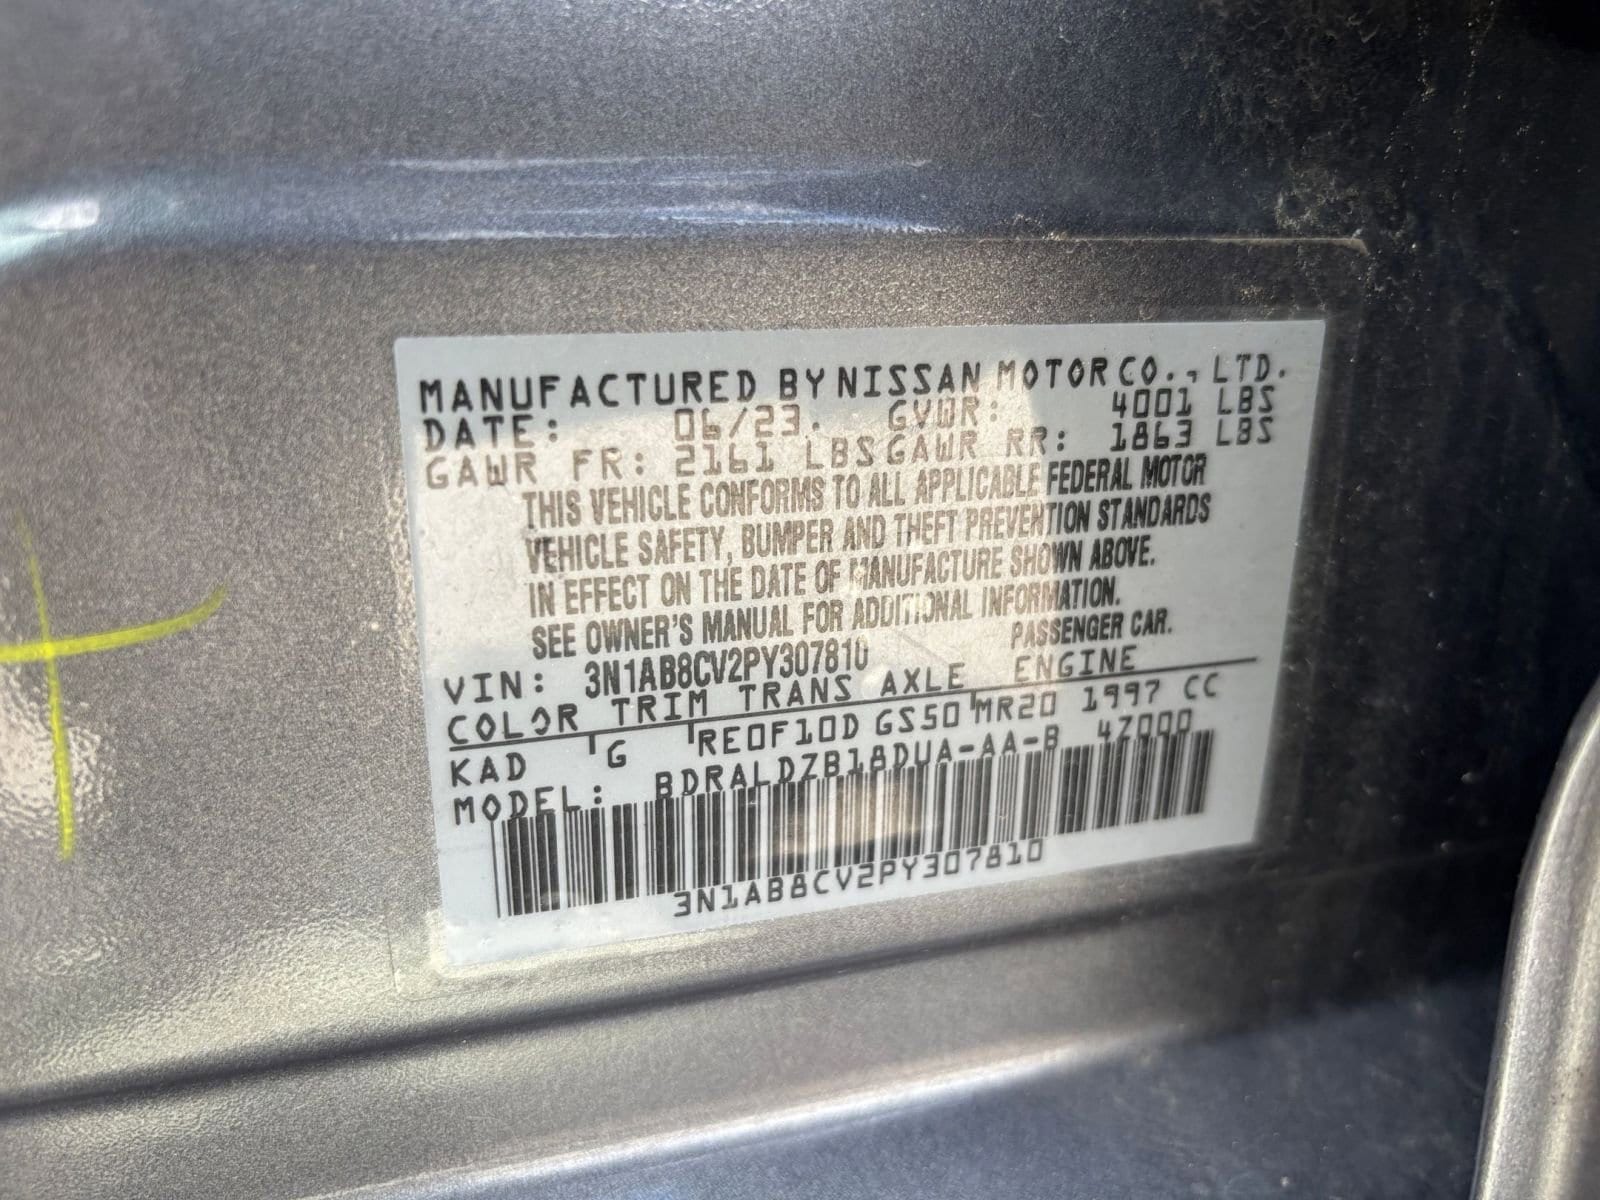 MANUFACTURED BY NISSAN MOTOR CO., LTD.
DATE: 06/23. GVWR: 4001 LBS
GAWR FR: 2161 LBS GAWR RR: 1863 LBS
THIS VEHICLE CONFORMS TO ALL APPLICABLE FEDERAL MOTOR
VEHICLE SAFETY, BUMPER AND THEFT PREVENTION STANDARDS
IN EFFECT ON THE DATE OF MANUFACTURE SHOWN ABOVE.
SEE OWNER'S MANUAL FOR ADDITIONAL INFORMATION.
VIN: 3N1AB8CV2PY307810 PASSENGER CAR.
COLOR TRIM TRANS AXLE ENGINE
KAD G RE0F10D GS50 MR20 1997 CC
MODEL: BDRALDZB18DUA-AA-B 4Z000
3N1AB8CV2PY307810